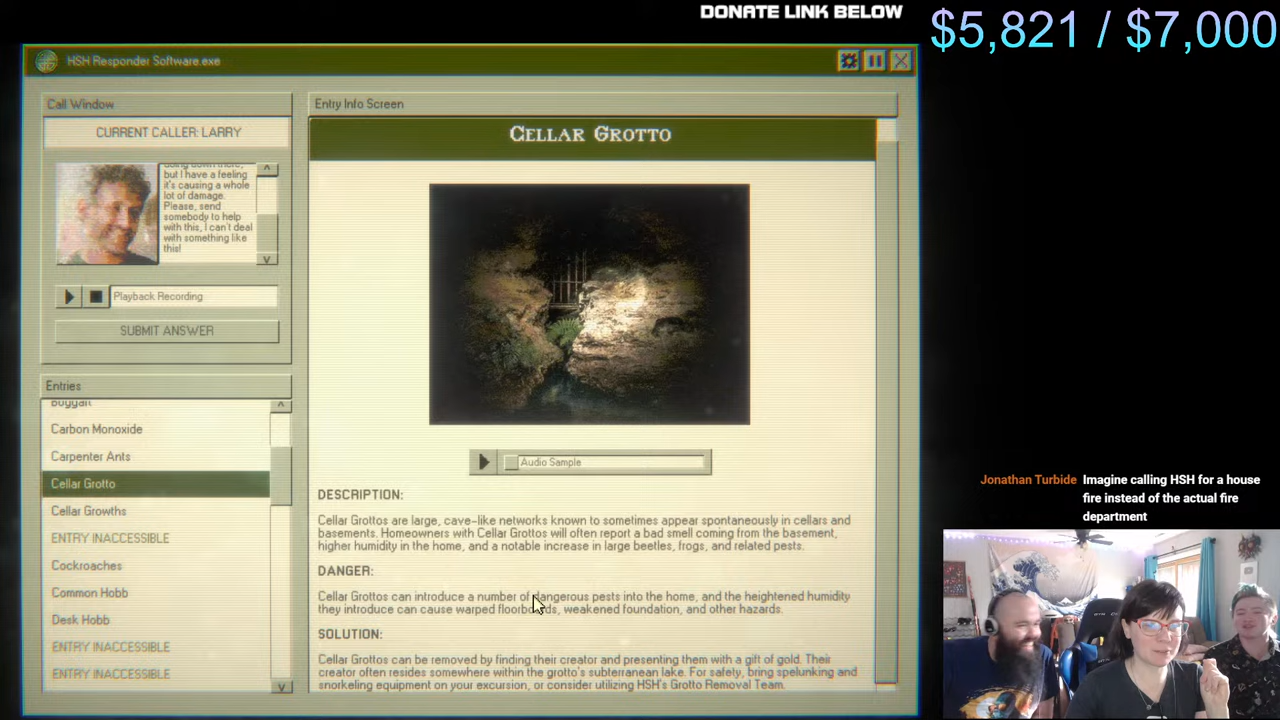 DONATE LINK BELOW
$5,821 / $7,000
HSH Responder Software.exe
Call Window
CURRENT CALLER: LARRY
going down there,
but I have a feeling
it's causing a whole
lot of damage.
Please, send
somebody to help
with this, I can't deal
with something like
this!
Playback Recording
SUBMIT ANSWER
Entries
Boggart
Carbon Monoxide
Carpenter Ants
Cellar Grotto
Cellar Growths
ENTRY INACCESSIBLE
Cockroaches
Common Hobb
Desk Hobb
ENTRY INACCESSIBLE
ENTRY INACCESSIBLE
Entry Info Screen
CELLAR GROTTO
Audio Sample
DESCRIPTION:
Cellar Grottos are large, cave-like networks known to sometimes appear spontaneously in cellars and
basements. Homeowners with Cellar Grottos will often report a bad smell coming from the basement,
higher humidity in the home, and a notable increase in large beetles, frogs, and related pests.
DANGER:
Cellar Grottos can introduce a number of dangerous pests into the home, and the heightened humidity
they introduce can cause warped floorboards, weakened foundation, and other hazards.
SOLUTION:
Cellar Grottos can be removed by finding their creator and presenting them with a gift of gold. Their
creator often resides somewhere within the grotto's subterranean lake. For safety, bring spelunking and
snorkeling equipment on your excursion, or consider utilizing HSH's Grotto Removal Team.
Jonathan Turbide Imagine calling HSH for a house
fire instead of the actual fire
department